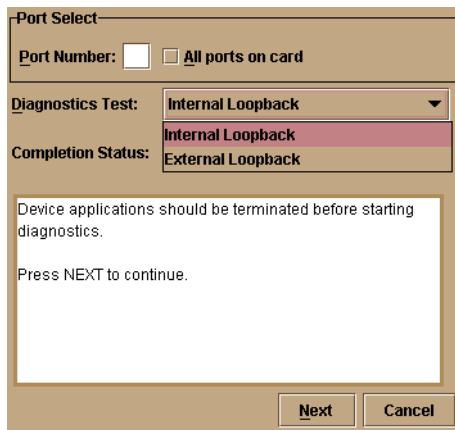 Port Select
Port Number: All ports on card
Diagnostics Test: Internal Loopback
Internal Loopback
Completion Status: External Loopback
Device applications should be terminated before starting
diagnostics.
Press NEXT to continue.
Next Cancel